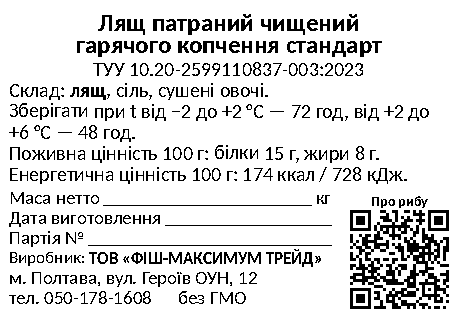 Лящ патраний чищений
гарячого копчення стандарт
ТУУ 10.20-2599110837-003:2023
Склад: лящ, сіль, сушені овочі.
Зберігати при t від −2 до +2 °С — 72 год, від +2 до
+6 °С — 48 год.
Поживна цінність 100 г: білки 15 г, жири 8 г.
Енергетична цінність 100 г: 174 ккал / 728 кДж.
Маса нетто ____________________ кг
Дата виготовлення ________________
Партія № ________________________
Про рибу
Виробник: ТОВ «ФІШ-МАКСИМУМ ТРЕЙД»
м. Полтава, вул. Героїв ОУН, 12
тел. 050-178-1608 без ГМО